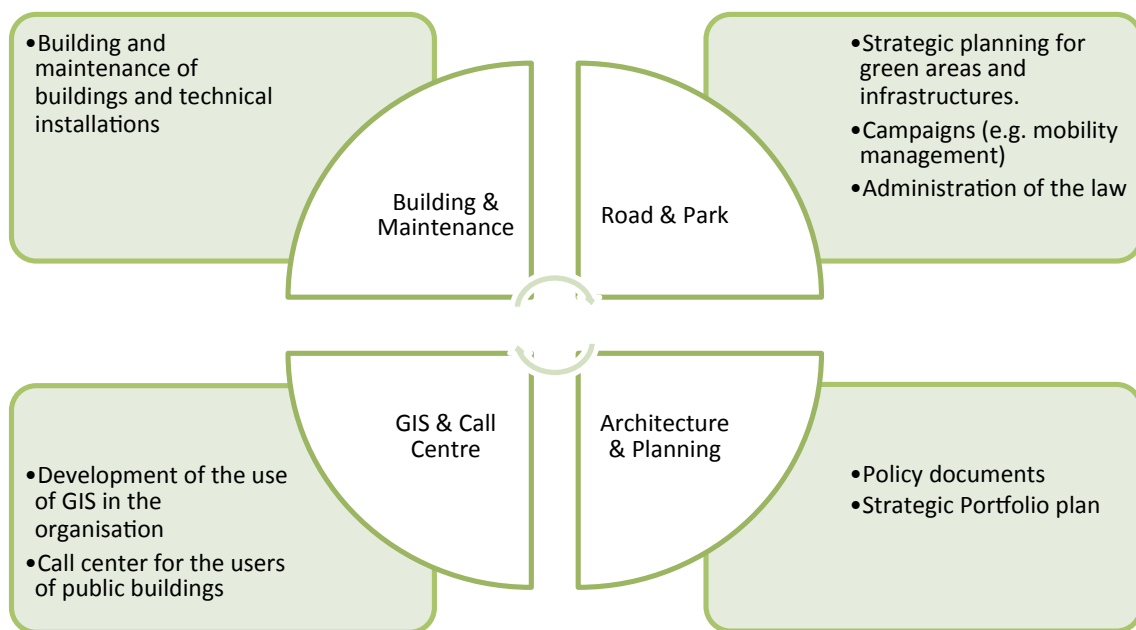 •Building and
maintenance of
buildings and technical
installations
•Strategic planning for
green areas and
infrastructures.
•Campaigns (e.g. mobility
management)
•Administration of the law
Building &
Maintenance
Road & Park
GIS & Call
Centre
Architecture
& Planning
•Development of the use
of GIS in the
organisation
•Call center for the users
of public buildings
•Policy documents
•Strategic Portfolio plan